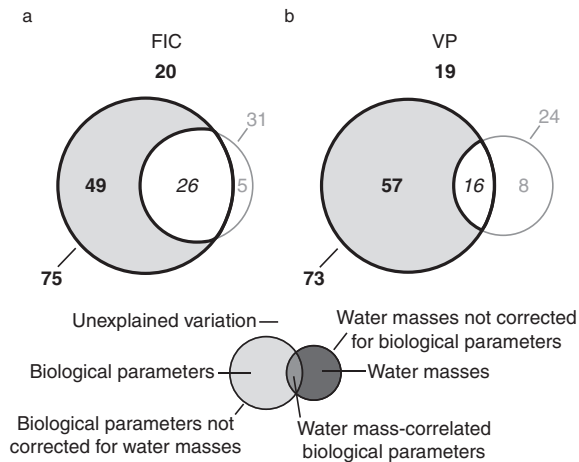 a
b
FIC
VP
20
19
31
24
49
26
5
57
16
8
75
73
Unexplained variation
Water masses not corrected
for biological parameters
Biological parameters
Water masses
Biological parameters not
corrected for water masses
Water mass-correlated
biological parameters